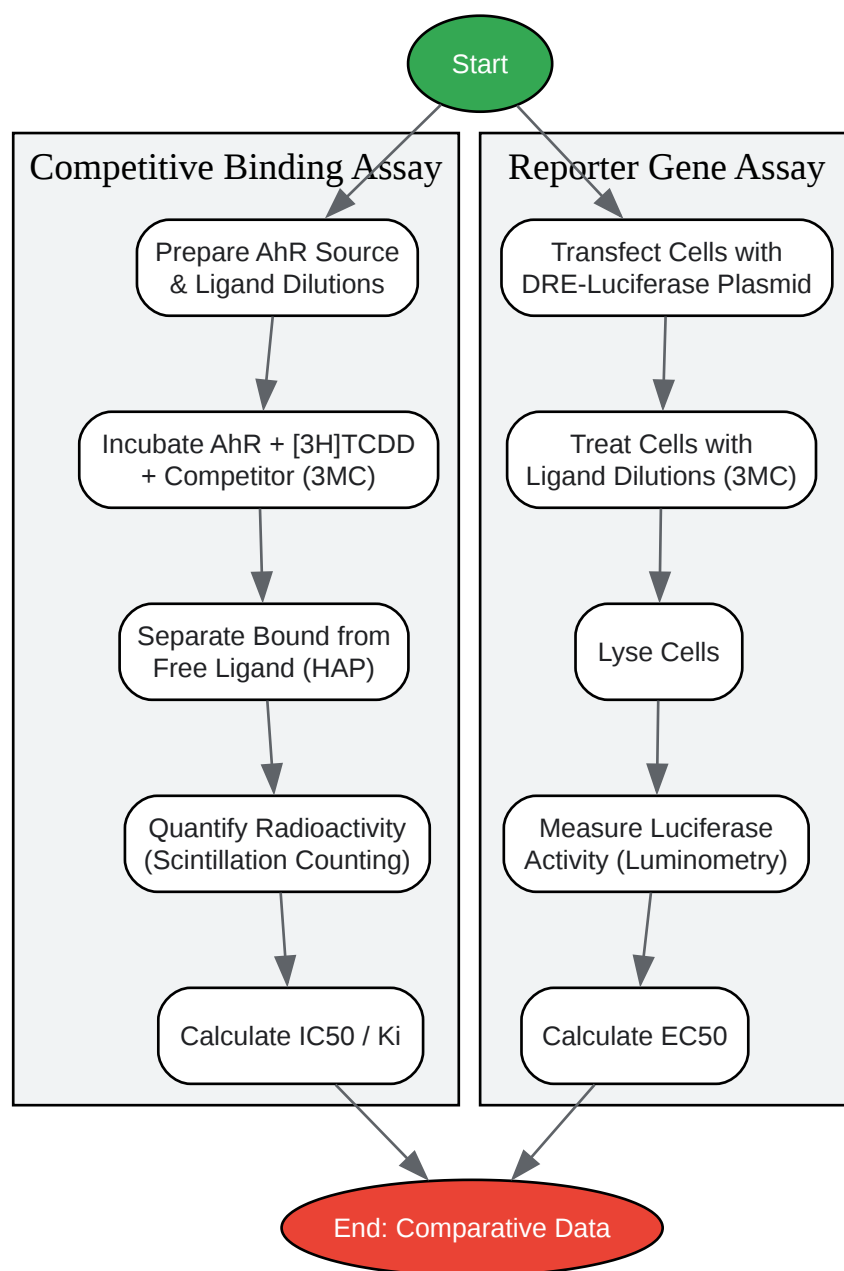 Start
Competitive Binding Assay
Prepare AhR Source
& Ligand Dilutions
Incubate AhR + [3H]TCDD
+ Competitor (3MC)
Separate Bound from
Free Ligand (HAP)
Quantify Radioactivity
(Scintillation Counting)
Calculate IC50 / Ki
Reporter Gene Assay
Transfect Cells with
DRE-Luciferase Plasmid
Treat Cells with
Ligand Dilutions (3MC)
Lyse Cells
Measure Luciferase
Activity (Luminometry)
Calculate EC50
End: Comparative Data